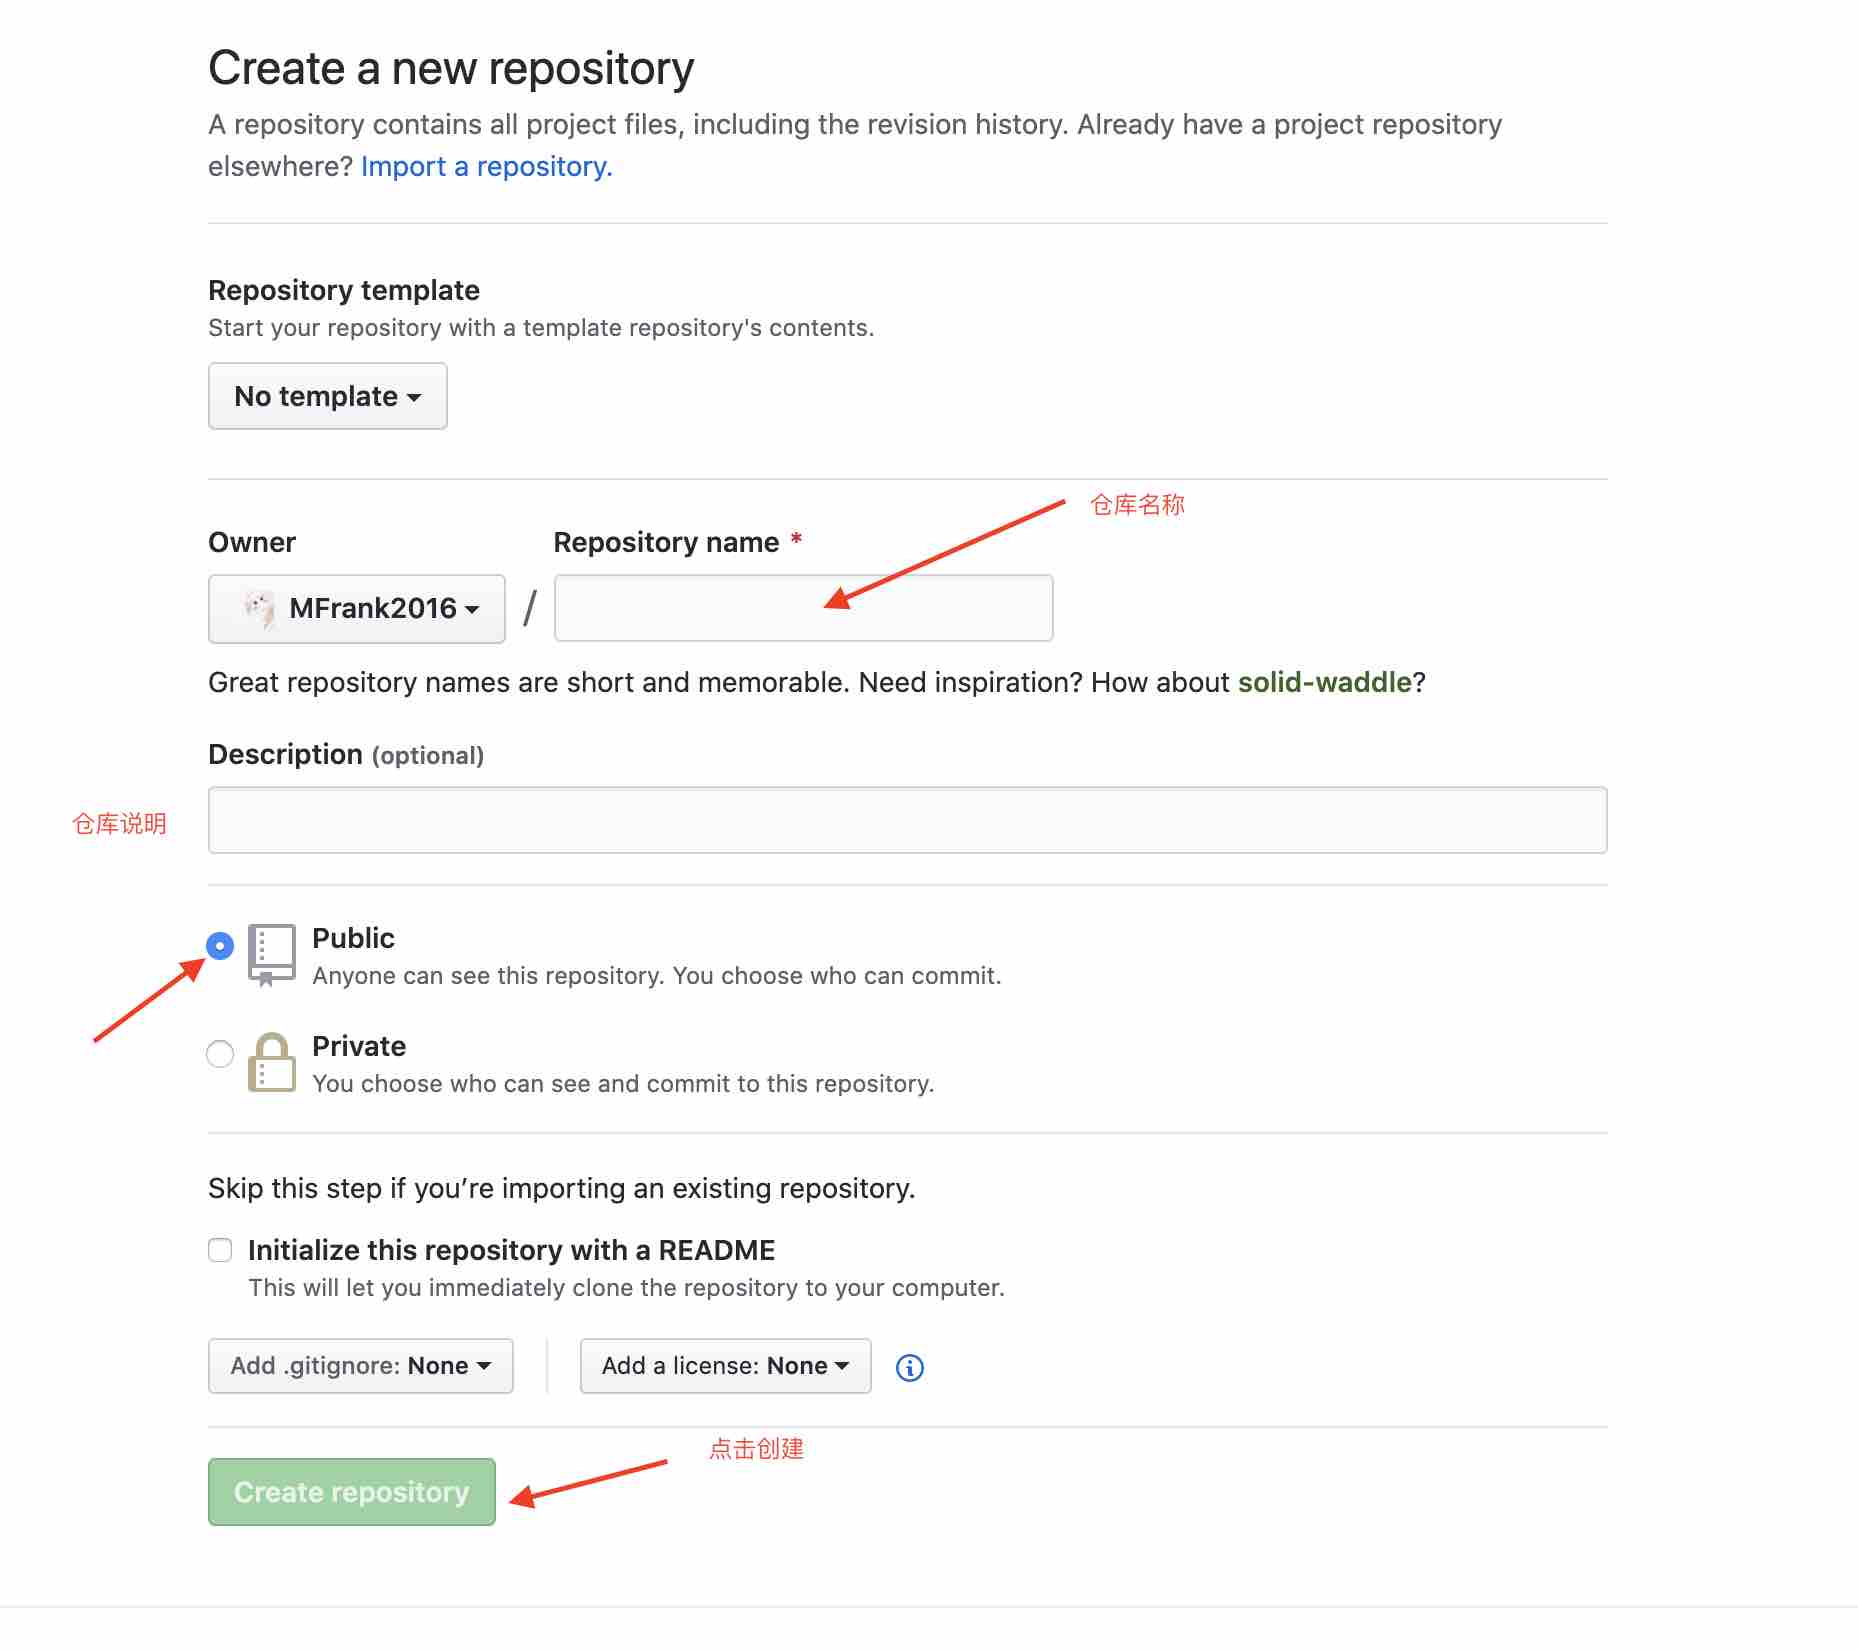 Create a new repository
A repository contains all project files, including the revision history. Already have a project repository
elsewhere? Import a repository.
Repository template
Start your repository with a template repository's contents.
No template
仓库名称
Owner
Repository name *
MFrank2016
/
Great repository names are short and memorable. Need inspiration? How about solid-waddle?
Description (optional)
仓库说明
Public
Anyone can see this repository. You choose who can commit.
Private
You choose who can see and commit to this repository.
Skip this step if you’re importing an existing repository.
Initialize this repository with a README
This will let you immediately clone the repository to your computer.
Add .gitignore: None
Add a license: None
点击创建
Create repository